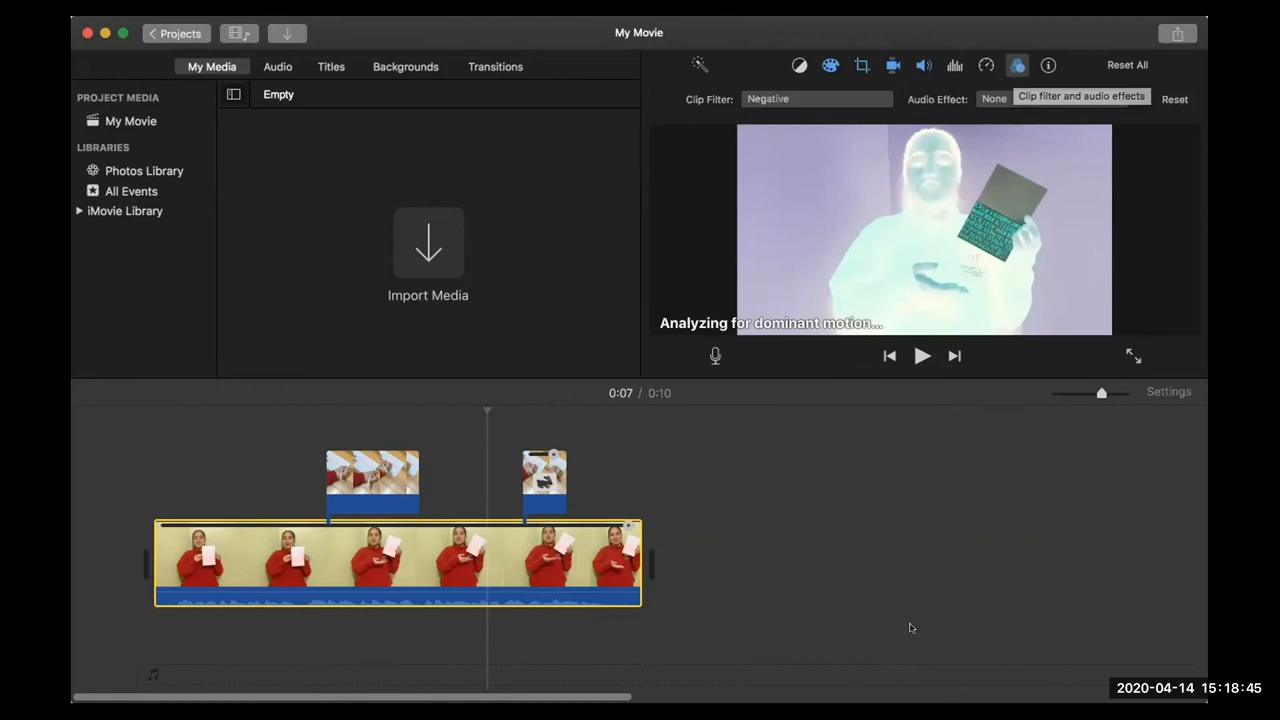 Projects
My Movie
My Media
Audio
Titles
Backgrounds
Transitions
Reset All
PROJECT MEDIA
My Movie
LIBRARIES
Photos Library
All Events
iMovie Library
Empty
Import Media
Clip Filter:
Negative
Audio Effect:
None
Clip filter and audio effects
Reset
Analyzing for dominant motion...
0:07 / 0:10
Settings
2020-04-14 15:18:45